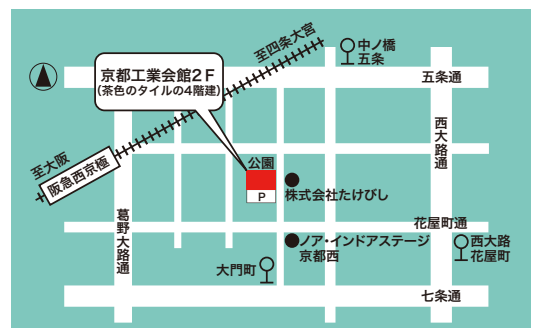 至四条大宮
中ノ橋
五条
京都工業会館2F
(茶色のタイルの4階建)
五条通
西大路通
至大阪
阪急西京極
公園
P
株式会社たけびし
葛野大路通
花屋町通
ノア・インドアステージ
京都西
西大路
花屋町
大門町
七条通